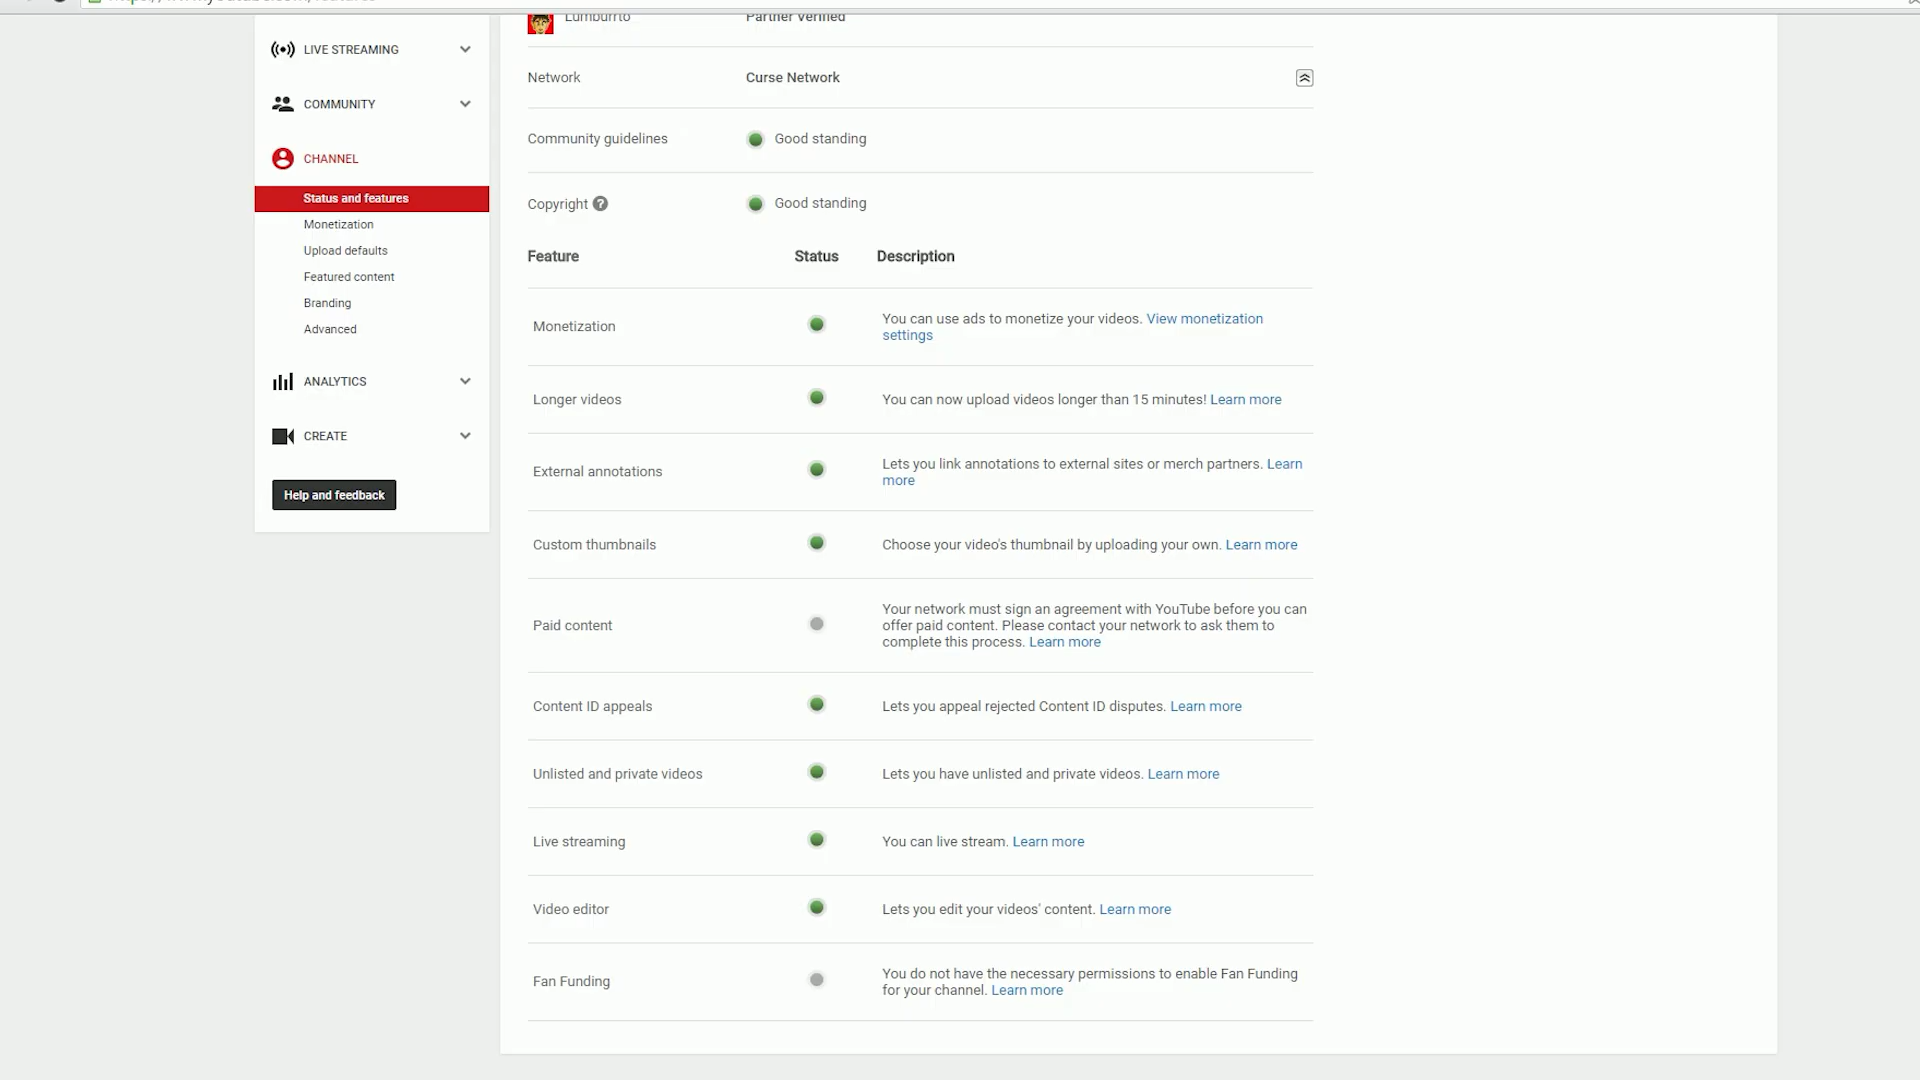 Lumburrito Partner Verified
LIVE STREAMING
Network Curse Network
COMMUNITY
Community guidelines Good standing
CHANNEL
Status and features
Copyright ? Good standing
Monetization
Upload defaults
Featured content
Branding
Advanced
ANALYTICS
CREATE
Help and feedback
Feature Status Description
Monetization You can use ads to monetize your videos. View monetization
settings
Longer videos You can now upload videos longer than 15 minutes! Learn more
External annotations Lets you link annotations to external sites or merch partners. Learn
more
Custom thumbnails Choose your video's thumbnail by uploading your own. Learn more
Paid content Your network must sign an agreement with YouTube before you can
offer paid content. Please contact your network to ask them to
complete this process. Learn more
Content ID appeals Lets you appeal rejected Content ID disputes. Learn more
Unlisted and private videos Lets you have unlisted and private videos. Learn more
Live streaming You can live stream. Learn more
Video editor Lets you edit your videos' content. Learn more
Fan Funding You do not have the necessary permissions to enable Fan Funding
for your channel. Learn more